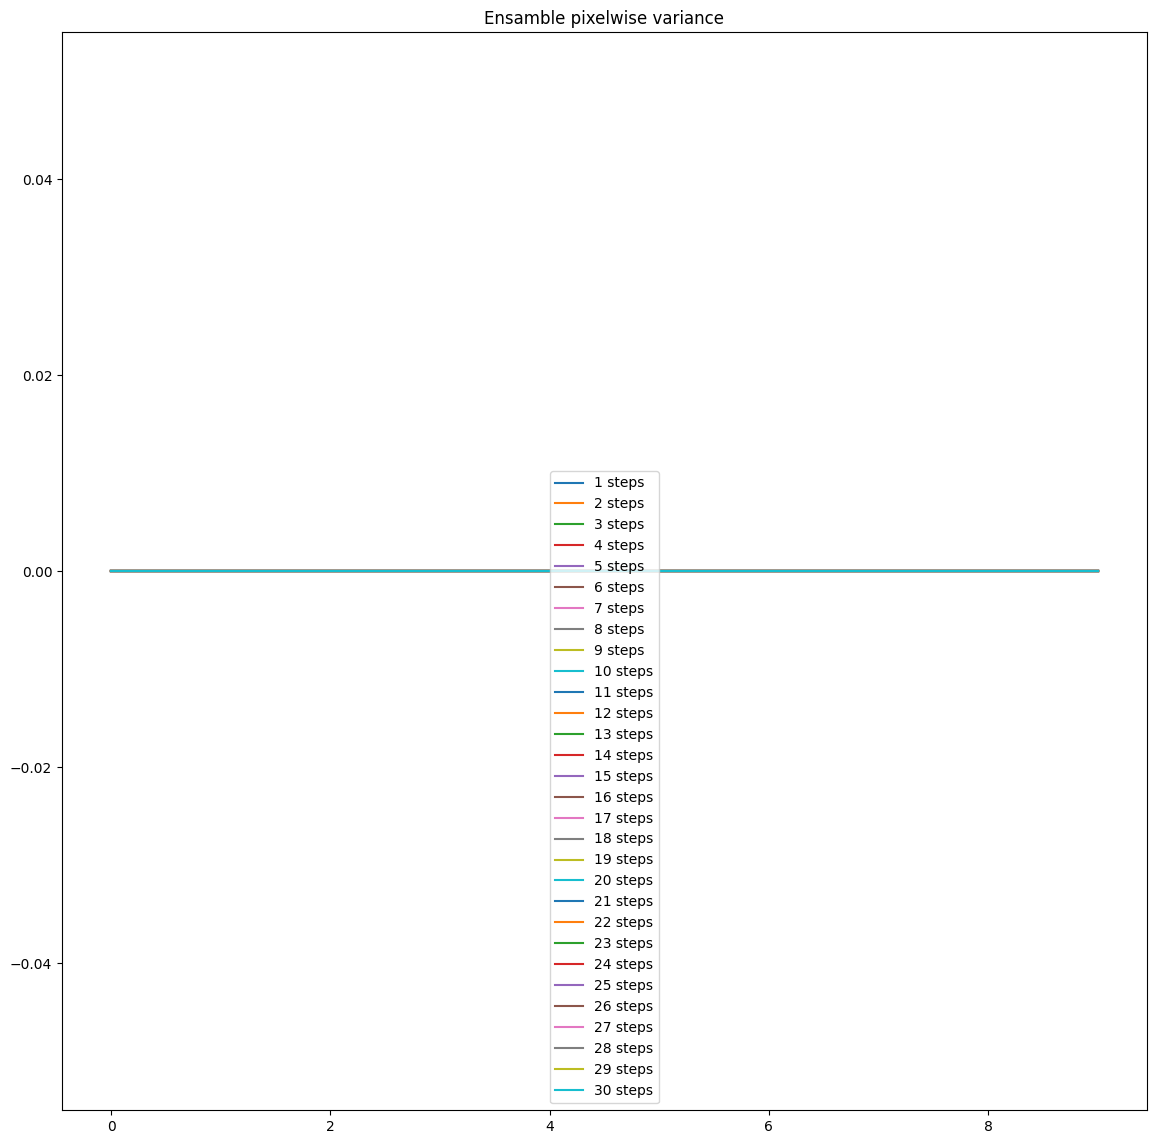 Ensamble pixelwise variance
0.04
0.02
0.00
−0.02
−0.04
1 steps
2 steps
3 steps
4 steps
5 steps
6 steps
7 steps
8 steps
9 steps
10 steps
11 steps
12 steps
13 steps
14 steps
15 steps
16 steps
17 steps
18 steps
19 steps
20 steps
21 steps
22 steps
23 steps
24 steps
25 steps
26 steps
27 steps
28 steps
29 steps
30 steps
0 2 4 6 8